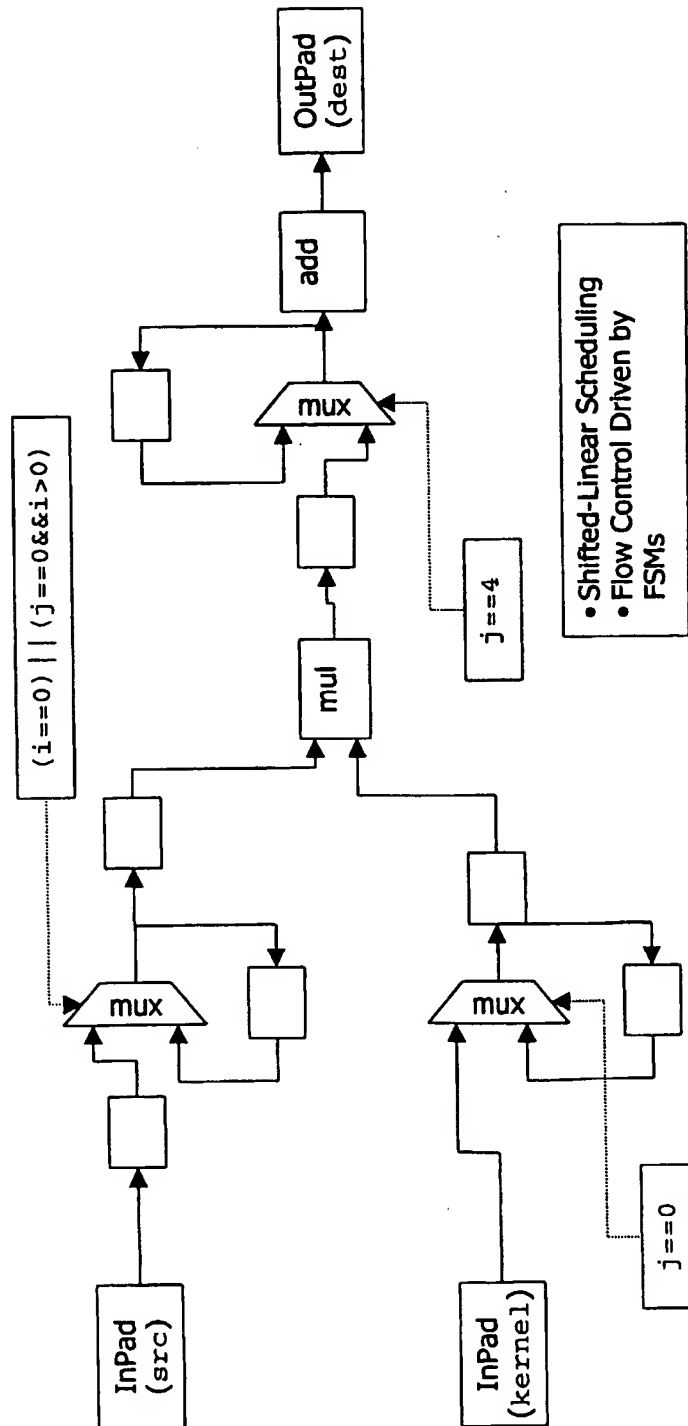 InPad
(src)
mux
(i==0)||(j==0&&i>0)
InPad
(kernel)
mux
j==0
mul
mux
j==4
add
OutPad
(dest)
• Shifted-Linear Scheduling
• Flow Control Driven by
FSMs